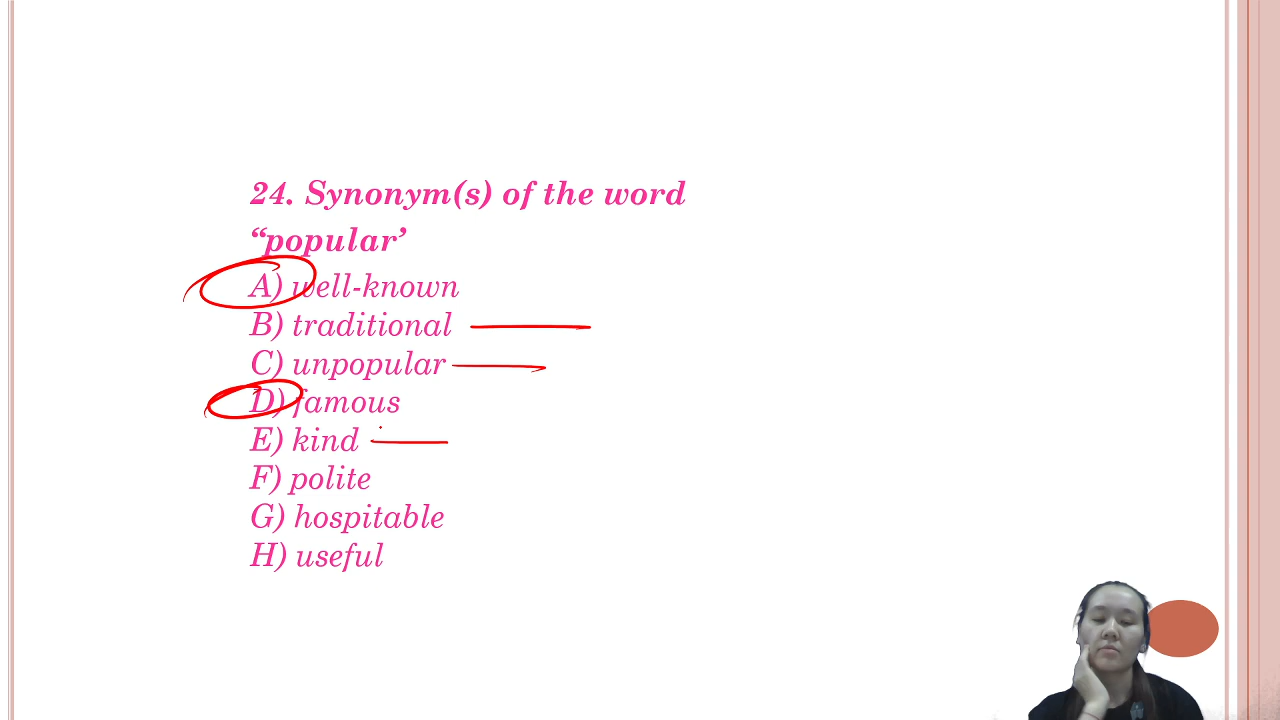 24. Synonym(s) of the word
“popular’
A) well-known
B) traditional
C) unpopular
D) famous
E) kind
F) polite
G) hospitable
H) useful